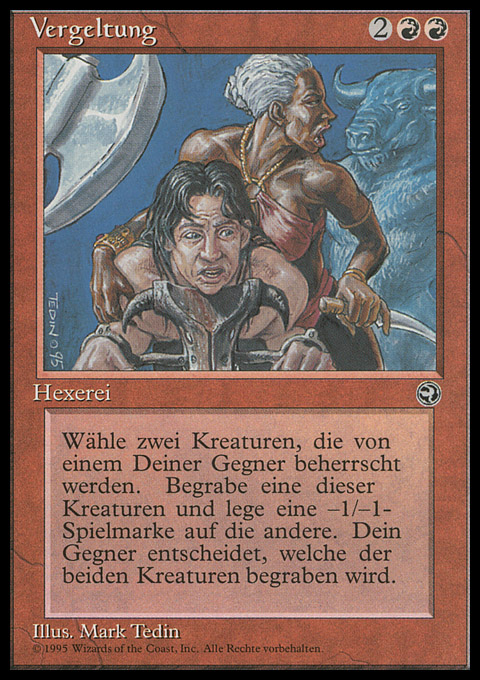 Vergeltung 2
TEDIN © 95
Hexerei
Wähle zwei Kreaturen, die von
einem Deiner Gegner beherrscht
werden. Begrabe eine dieser
Kreaturen und lege eine –1/–1-
Spielmarke auf die andere. Dein
Gegner entscheidet, welche der
beiden Kreaturen begraben wird.
Illus. Mark Tedin
© 1995 Wizards of the Coast, Inc. Alle Rechte vorbehalten.